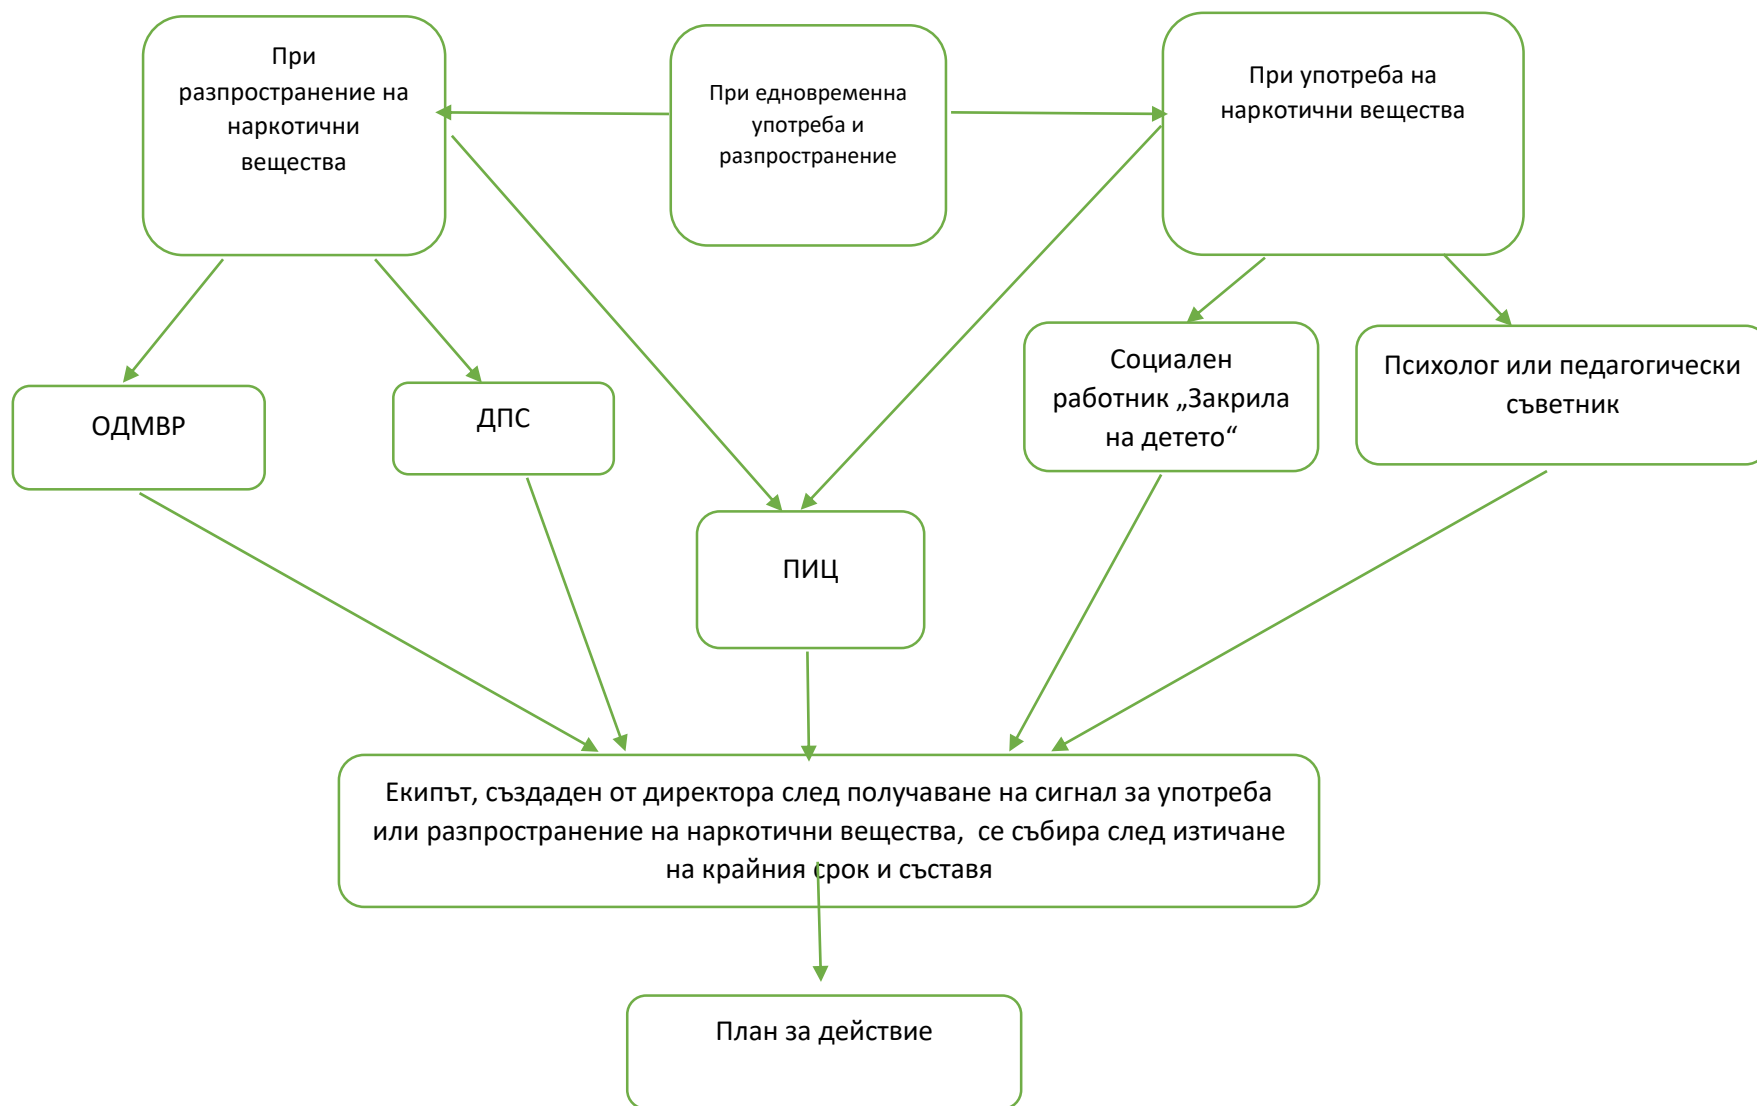 При
разпространение на
наркотични
вещества
При едновременна
употреба и
разпространение
При употреба на
наркотични вещества
ОДМВР
ДПС
Социален
работник „Закрила
на детето“
Психолог или педагогически
съветник
ПИЦ
Екипът, създаден от директора след получаване на сигнал за употреба
или разпространение на наркотични вещества,  се събира след изтичане
на крайния срок и съставя
План за действие